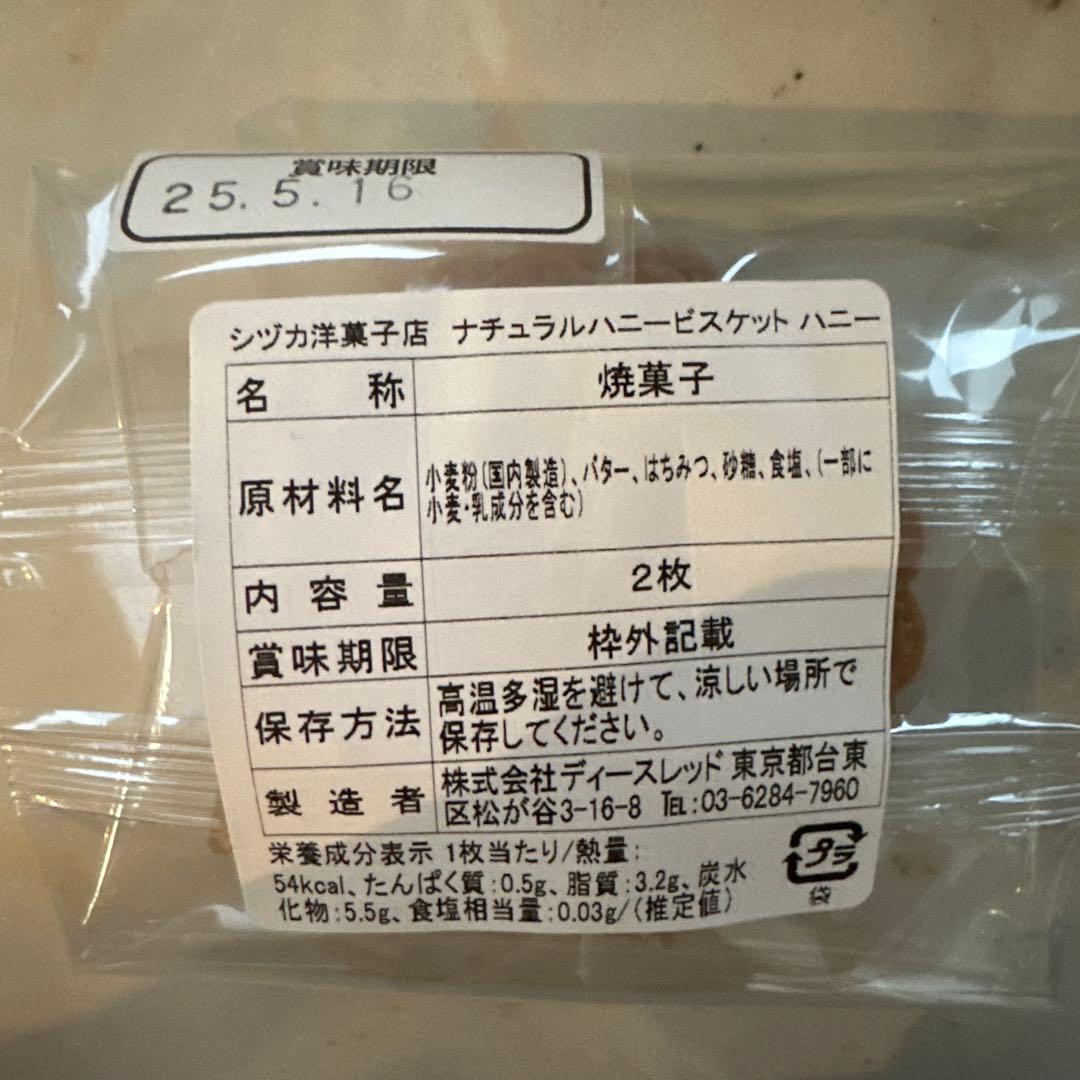 賞味期限
25.5.16
シヅカ洋菓子店 ナチュラルハニービスケット ハニー
名称 焼菓子
原材料名 小麦粉(国内製造)、バター、はちみつ、砂糖、食塩、(一部に
小麦・乳成分を含む)
内容量 2枚
賞味期限 枠外記載
保存方法 高温多湿を避けて、涼しい場所で
保存してください。
製造者 株式会社ディースレッド 東京都台東
区松が谷3-16-8 TEL:03-6284-7960
栄養成分表示 1枚当たり/熱量:
54kcal、たんぱく質:0.5g、脂質:3.2g、炭水
化物:5.5g、食塩相当量:0.03g/(推定値)
プラ
袋